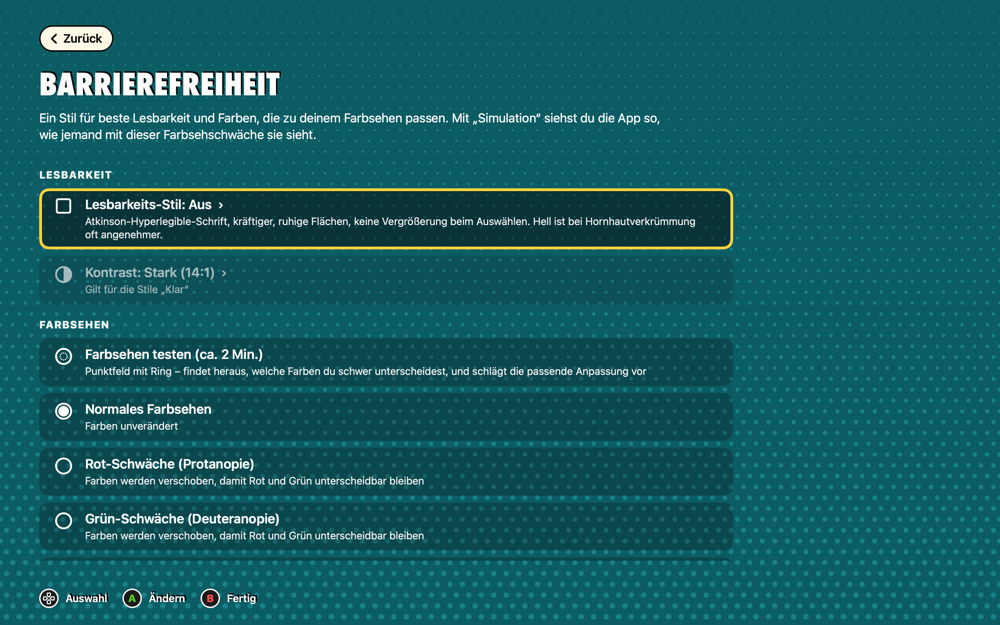 Zurück
BARRIEREFREIHEIT
Ein Stil für beste Lesbarkeit und Farben, die zu deinem Farbsehen passen. Mit „Simulation“ siehst du die App so,
wie jemand mit dieser Farbsehschwäche sie sieht.
LESBARKEIT
Lesbarkeits-Stil: Aus ›
Atkinson-Hyperlegible-Schrift, kräftiger, ruhige Flächen, keine Vergrößerung beim Auswählen. Hell ist bei Hornhautverkrümmung
oft angenehmer.
Kontrast: Stark (14:1) ›
Gilt für die Stile „Klar“
FARBSEHEN
Farbsehen testen (ca. 2 Min.)
Punktfeld mit Ring – findet heraus, welche Farben du schwer unterscheidest, und schlägt die passende Anpassung vor
Normales Farbsehen
Farben unverändert
Rot-Schwäche (Protanopie)
Farben werden verschoben, damit Rot und Grün unterscheidbar bleiben
Grün-Schwäche (Deuteranopie)
Farben werden verschoben, damit Rot und Grün unterscheidbar bleiben
Auswahl A Ändern B Fertig